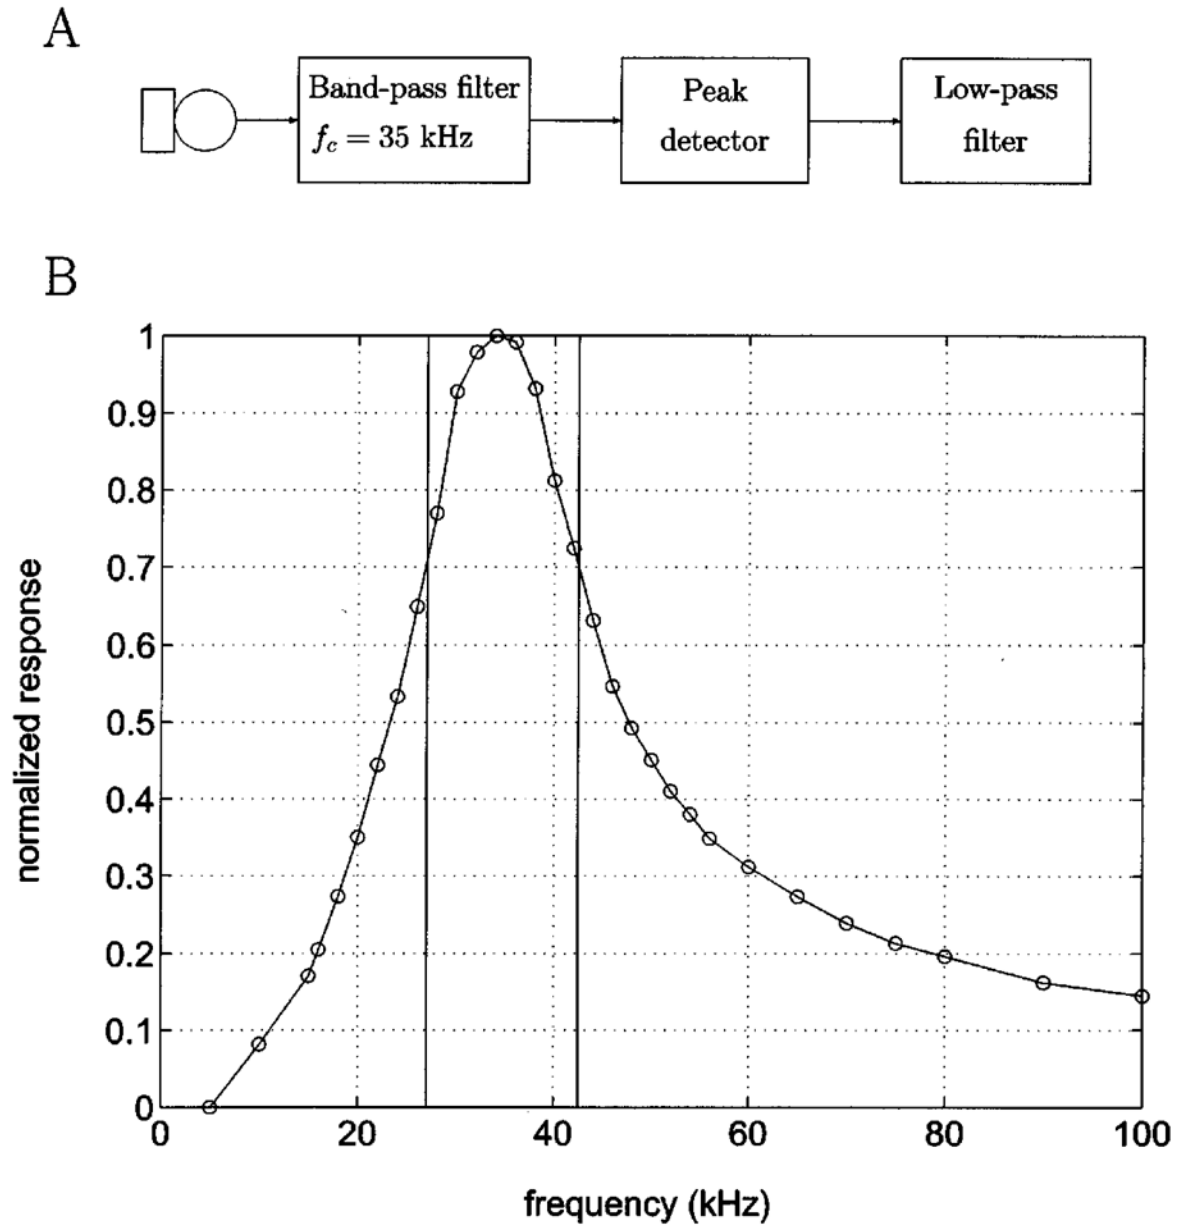 A
Band-pass filter
f_c = 35 kHz
Peak
detector
Low-pass
filter
B
normalized response
1
0.9
0.8
0.7
0.6
0.5
0.4
0.3
0.2
0.1
0
0 20 40 60 80 100
frequency (kHz)